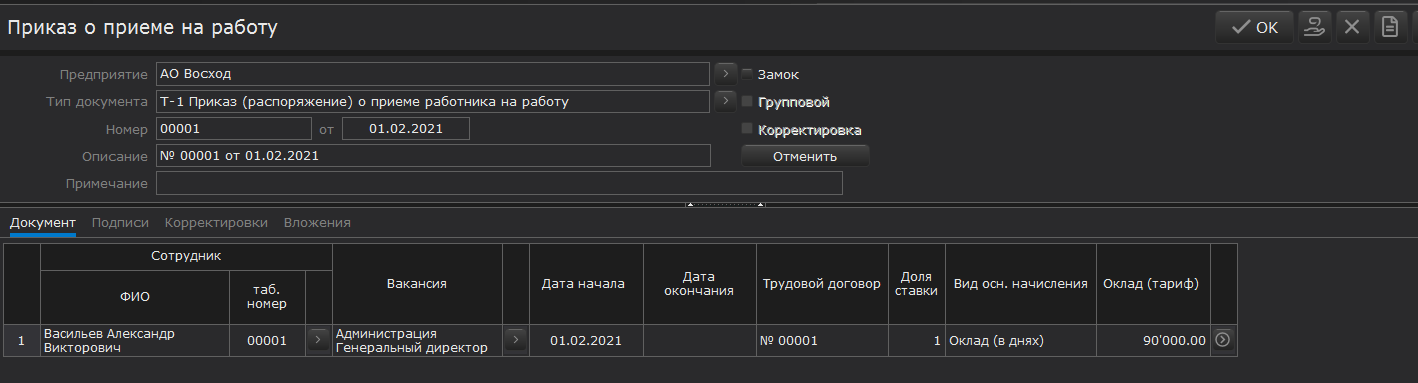 Приказ о приеме на работу
OK
Предприятие АО Восход Замок
Тип документа Т-1 Приказ (распоряжение) о приеме работника на работу Групповой
Номер 00001 от 01.02.2021 Корректировка
Описание № 00001 от 01.02.2021 Отменить
Примечание
Документ Подписи Корректировки Вложения
Сотрудник
ФИО
таб.
номер
Вакансия
Дата начала
Дата
окончания
Трудовой договор
Доля
ставки
Вид осн. начисления
Оклад (тариф)
1
Васильев Александр
Викторович
00001
Администрация
Генеральный директор
01.02.2021
№ 00001
1
Оклад (в днях)
90'000.00